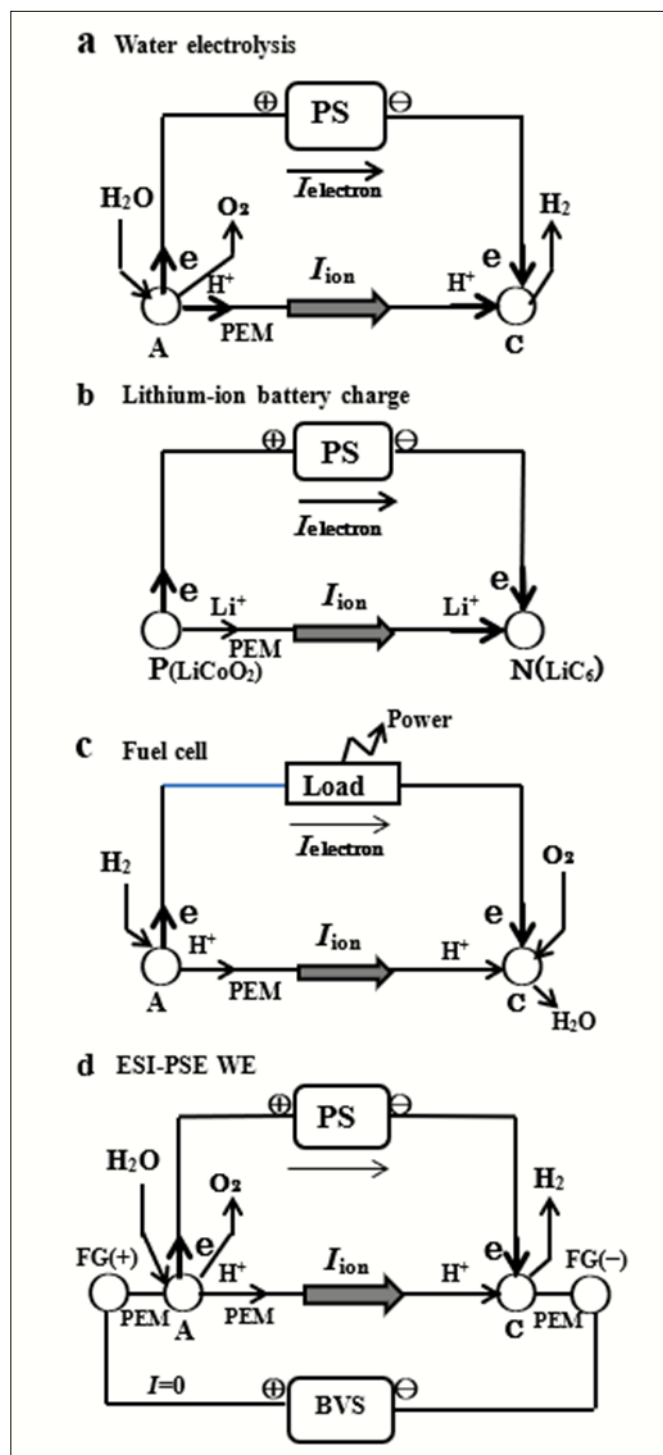 a Water electrolysis
⊕ PS ⊖
Ielectron
H₂O O₂ H₂
e H⁺ Iion H⁺ e
A PEM C
b Lithium-ion battery charge
⊕ PS ⊖
Ielectron
e Li⁺ Iion Li⁺ e
P(LiCoO₂) PEM N(LiC₆)
c Fuel cell
Power
Load
Ielectron
H₂ O₂
e H⁺ Iion H⁺ e
A PEM C
H₂O
d ESI-PSE WE
⊕ PS ⊖
H₂O O₂ H₂
FG(+) e H⁺ Iion H⁺ e FG(−)
PEM A PEM C PEM
I=0 ⊕ BVS ⊖